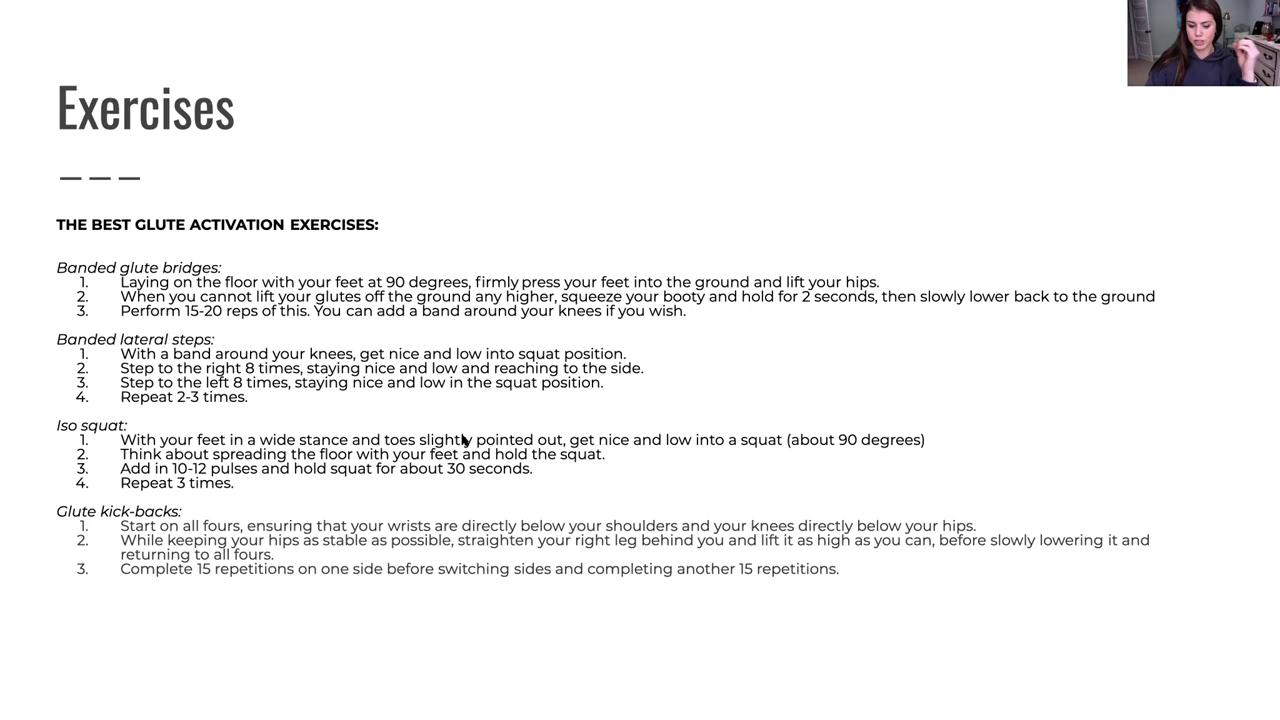 Exercises
THE BEST GLUTE ACTIVATION EXERCISES:
Banded glute bridges:
1. Laying on the floor with your feet at 90 degrees, firmly press your feet into the ground and lift your hips.
2. When you cannot lift your glutes off the ground any higher, squeeze your booty and hold for 2 seconds, then slowly lower back to the ground
3. Perform 15-20 reps of this. You can add a band around your knees if you wish.
Banded lateral steps:
1. With a band around your knees, get nice and low into squat position.
2. Step to the right 8 times, staying nice and low and reaching to the side.
3. Step to the left 8 times, staying nice and low in the squat position.
4. Repeat 2-3 times.
Iso squat:
1. With your feet in a wide stance and toes slightly pointed out, get nice and low into a squat (about 90 degrees)
2. Think about spreading the floor with your feet and hold the squat.
3. Add in 10-12 pulses and hold squat for about 30 seconds.
4. Repeat 3 times.
Glute kick-backs:
1. Start on all fours, ensuring that your wrists are directly below your shoulders and your knees directly below your hips.
2. While keeping your hips as stable as possible, straighten your right leg behind you and lift it as high as you can, before slowly lowering it and
returning to all fours.
3. Complete 15 repetitions on one side before switching sides and completing another 15 repetitions.